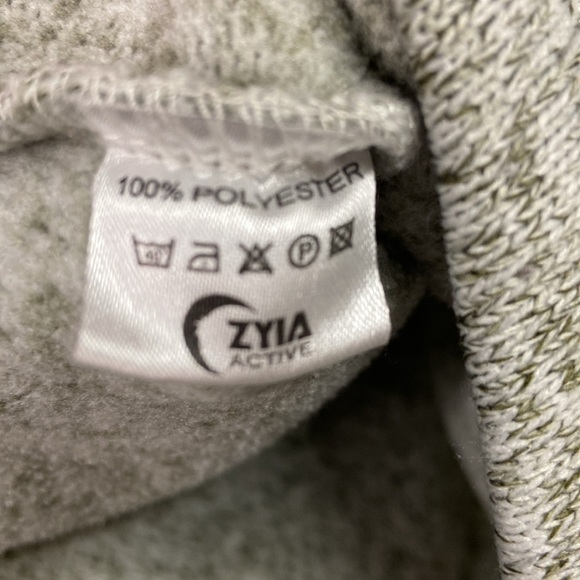 100% POLYESTER
40 P
ZYIA
ACTIVE